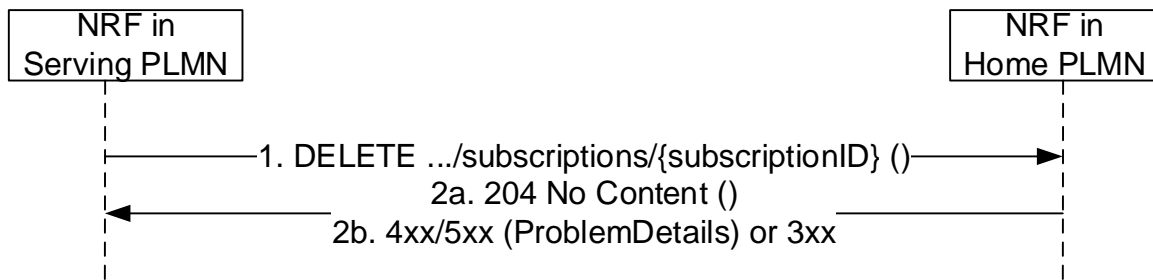 NRF in
Serving PLMN
NRF in
Home PLMN
1. DELETE .../subscriptions/{subscriptionID} ()
2a. 204 No Content ()
2b. 4xx/5xx (ProblemDetails) or 3xx